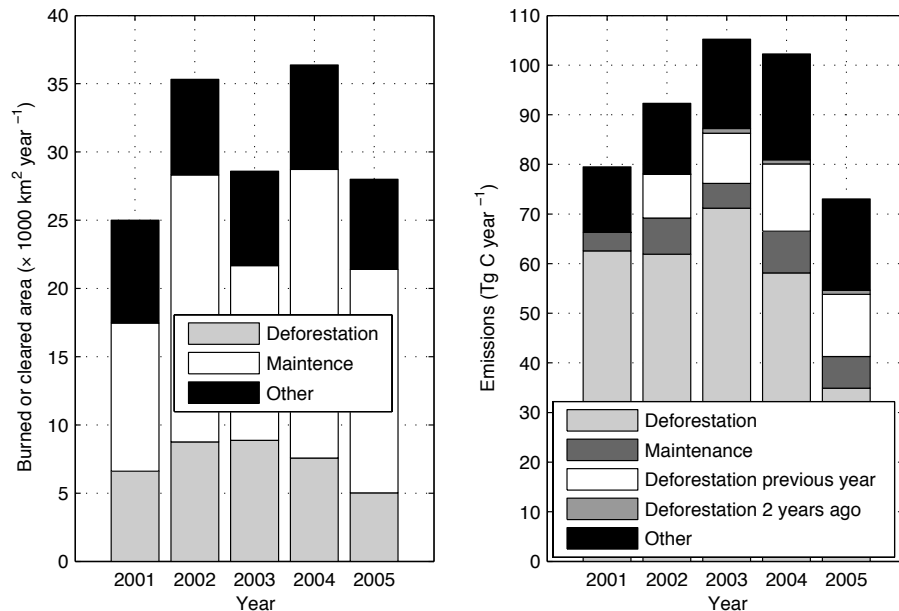 40
35
30
25
20
15
10
5
0
Burned or cleared area (× 1000 km² year⁻¹)
Deforestation
Maintence
Other
2001 2002 2003 2004 2005
Year
110
100
90
80
70
60
50
40
30
20
10
0
Emissions (Tg C year⁻¹)
Deforestation
Maintenance
Deforestation previous year
Deforestation 2 years ago
Other
2001 2002 2003 2004 2005
Year